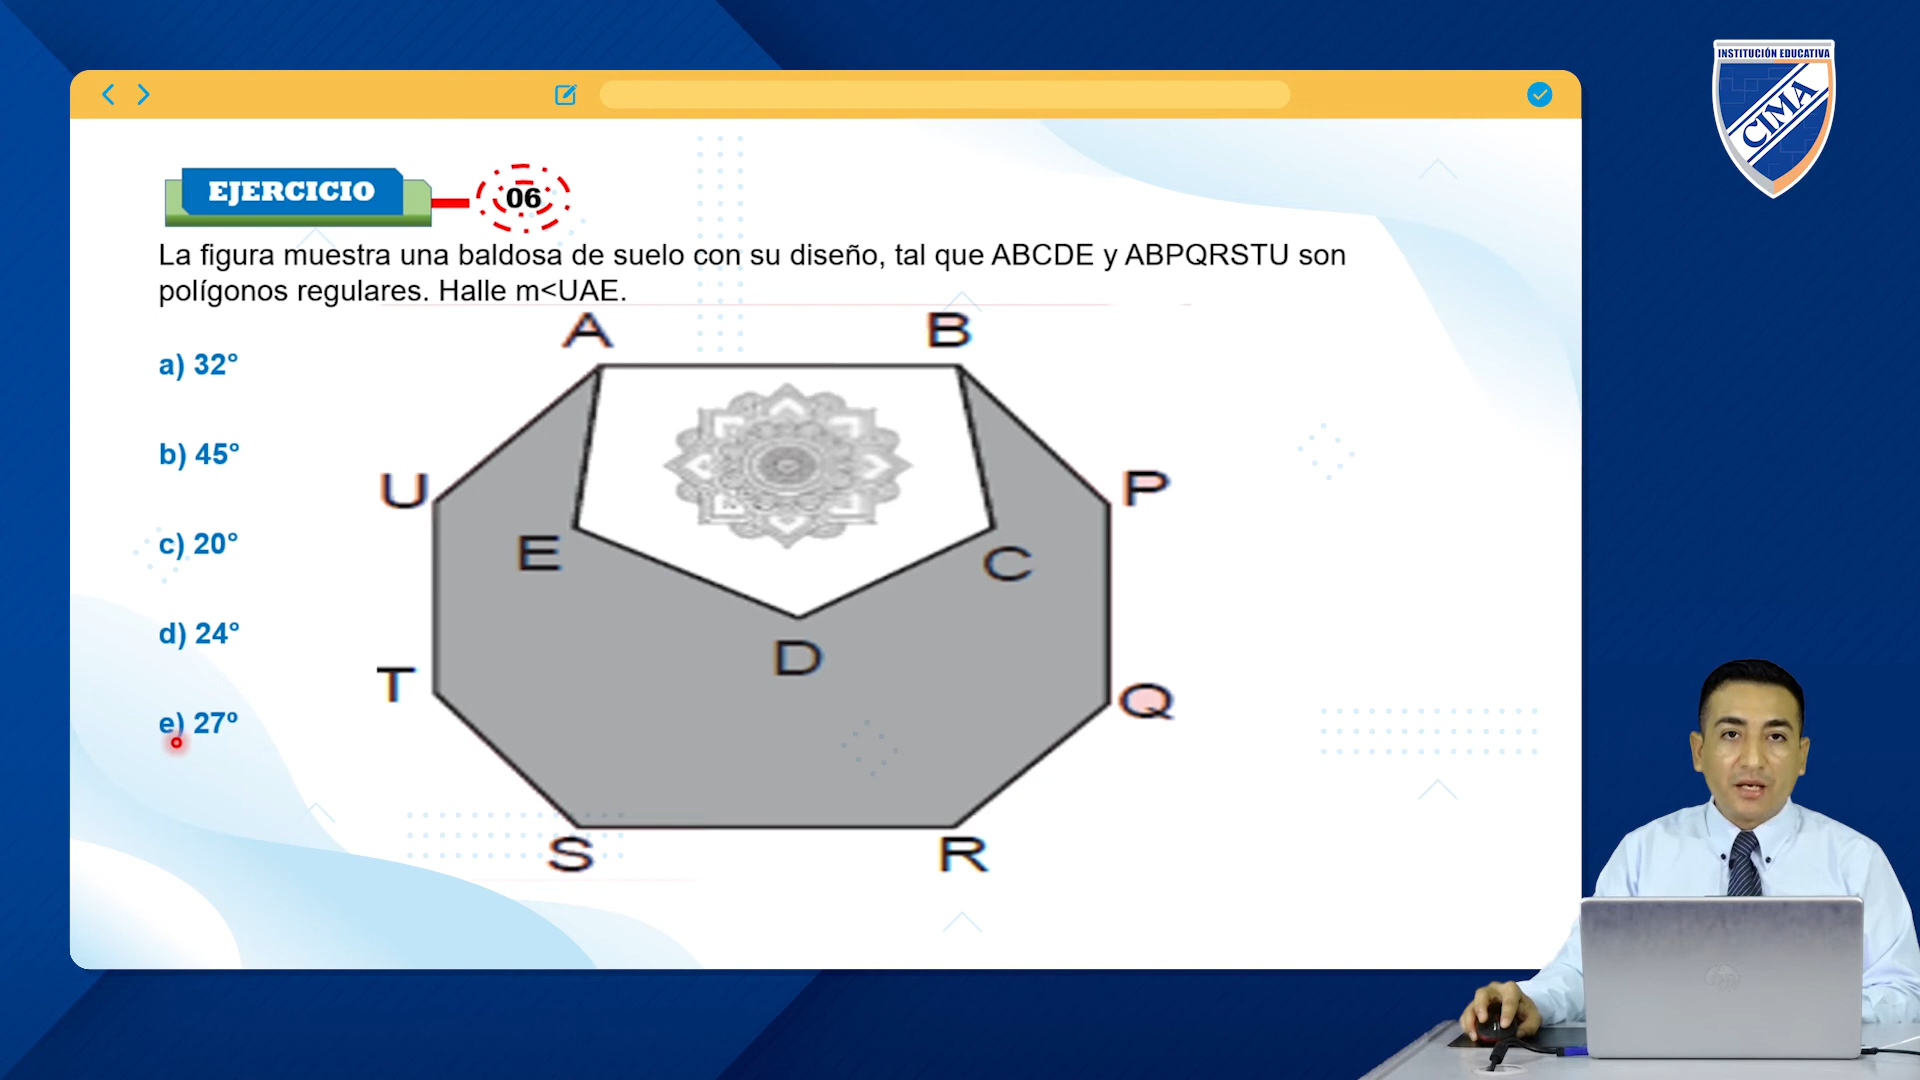 INSTITUCIÓN EDUCATIVA
CIMA
EJERCICIO
06
La figura muestra una baldosa de suelo con su diseño, tal que ABCDE y ABPQRSTU son
polígonos regulares. Halle m<UAE.
A
B
a) 32°
b) 45°
U
P
c) 20°
E
C
d) 24°
D
T
Q
e) 27º
S
R